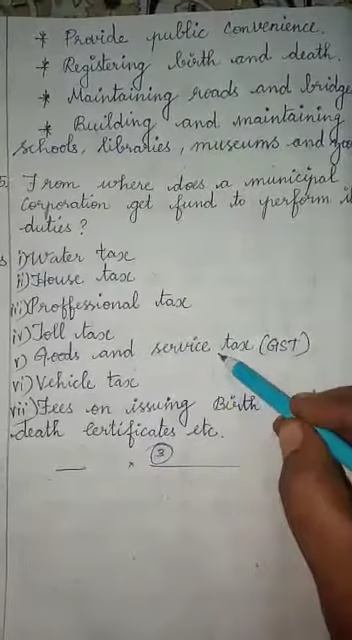 * Provide public convenience.
* Registering birth and death.
* Maintaining roads and bridge
* Building and maintaining
schools, libraries, museums and
5. From where does a municipal
Corporation get fund to perform
duties?
s i) Water tax
ii) House tax
iii) Proffessional tax
iv) Toll tax
v) Goods and service tax (GST)
vi) Vehicle tax
vii) Fees on issuing Birth
death certificates etc.
3